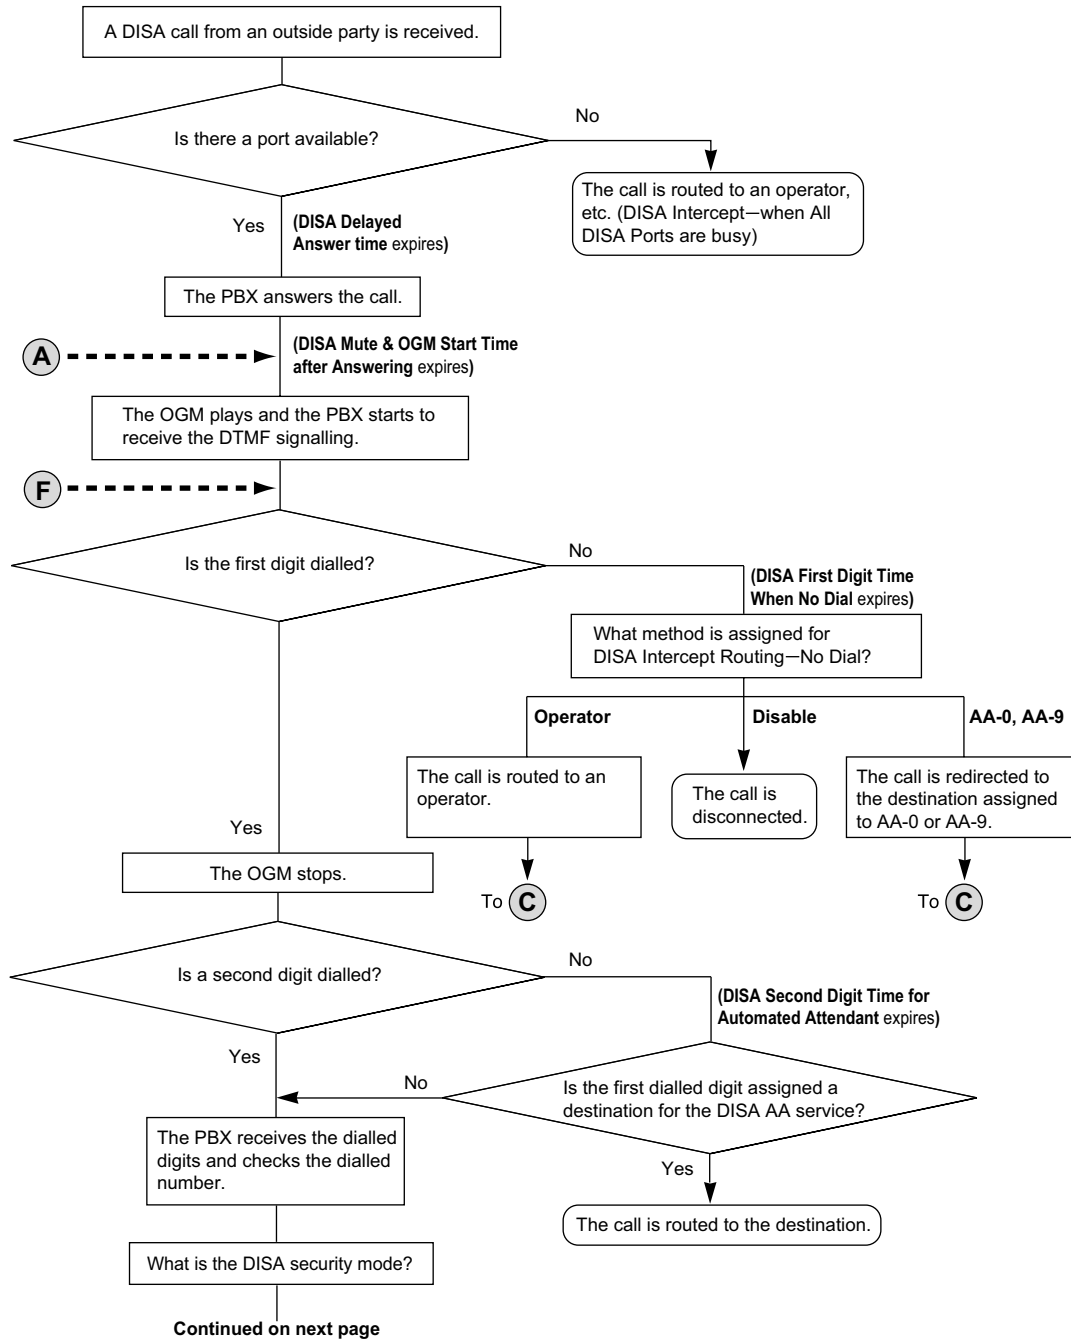 A DISA call from an outside party is received.
Is there a port available?
No
The call is routed to an operator,
etc. (DISA Intercept—when All
DISA Ports are busy)
Yes
(DISA Delayed
Answer time expires)
The PBX answers the call.
A
(DISA Mute & OGM Start Time
after Answering expires)
The OGM plays and the PBX starts to
receive the DTMF signalling.
F
Is the first digit dialled?
No
(DISA First Digit Time
When No Dial expires)
What method is assigned for
DISA Intercept Routing—No Dial?
Operator
Disable
AA-0, AA-9
The call is routed to an
operator.
The call is
disconnected.
The call is redirected to
the destination assigned
to AA-0 or AA-9.
Yes
The OGM stops.
To C
To C
Is a second digit dialled?
No
(DISA Second Digit Time for
Automated Attendant expires)
Yes
No
Is the first dialled digit assigned a
destination for the DISA AA service?
The PBX receives the dialled
digits and checks the dialled
number.
Yes
The call is routed to the destination.
What is the DISA security mode?
Continued on next page